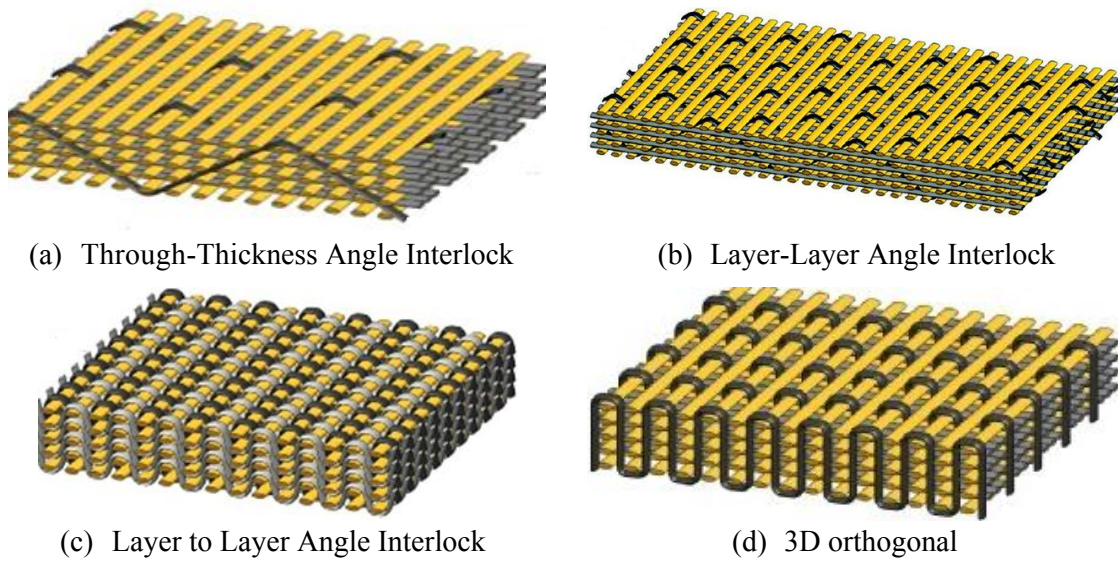 (a) Through-Thickness Angle Interlock
(b) Layer-Layer Angle Interlock
(c) Layer to Layer Angle Interlock
(d) 3D orthogonal